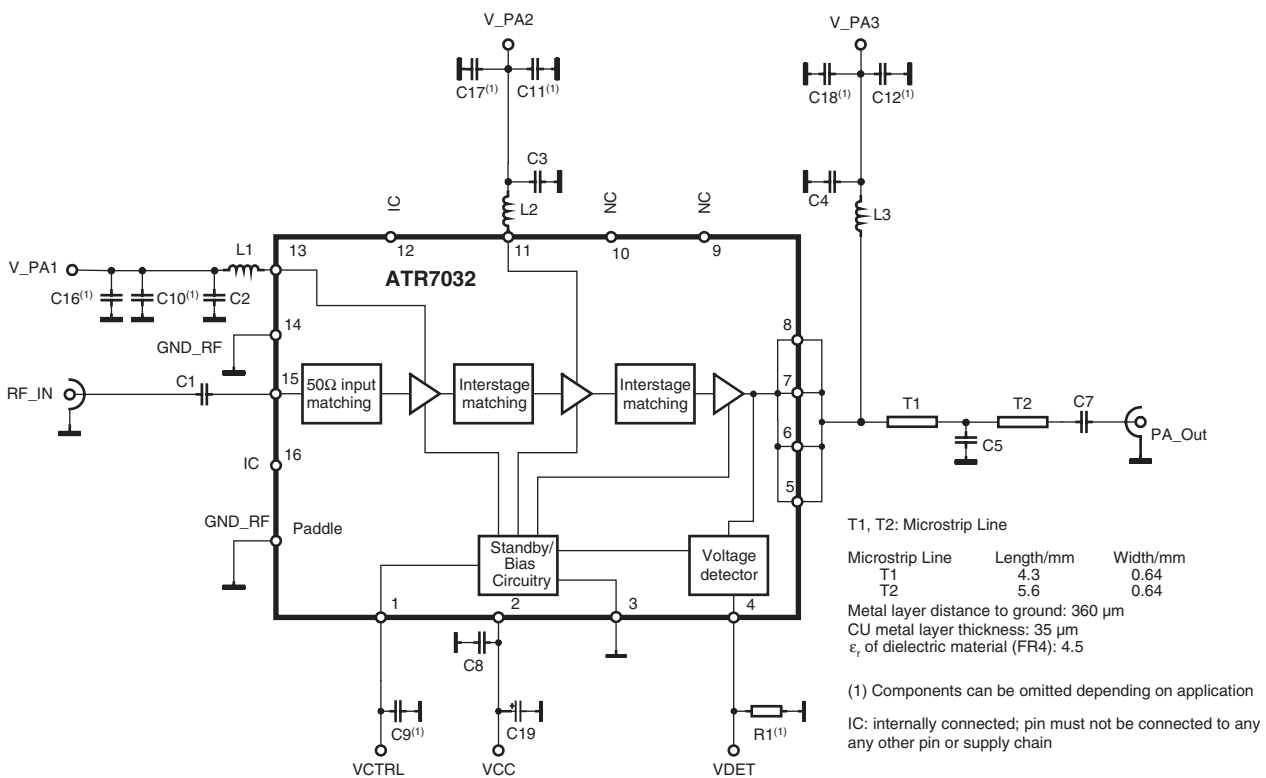 V_PA2
V_PA3
C17(1)
C11(1)
C18(1)
C12(1)
C3
C4
L2
L3
IC
NC
NC
12
11
10
9
L1
13
V_PA1
ATR7032
C16(1)
C10(1)
C2
14
GND_RF
8
RF_IN
C1
15
50Ω input
matching
Interstage
matching
Interstage
matching
7
T1
T2
C7
PA_Out
6
C5
IC
16
5
GND_RF
Paddle
Standby/
Bias
Circuitry
Voltage
detector
1
2
3
4
C8
C9(1)
C19
R1(1)
VCTRL
VCC
VDET
T1, T2: Microstrip Line
Microstrip Line Length/mm Width/mm
T1 4.3 0.64
T2 5.6 0.64
Metal layer distance to ground: 360 µm
CU metal layer thickness: 35 µm
εr of dielectric material (FR4): 4.5
(1) Components can be omitted depending on application
IC: internally connected; pin must not be connected to any
any other pin or supply chain